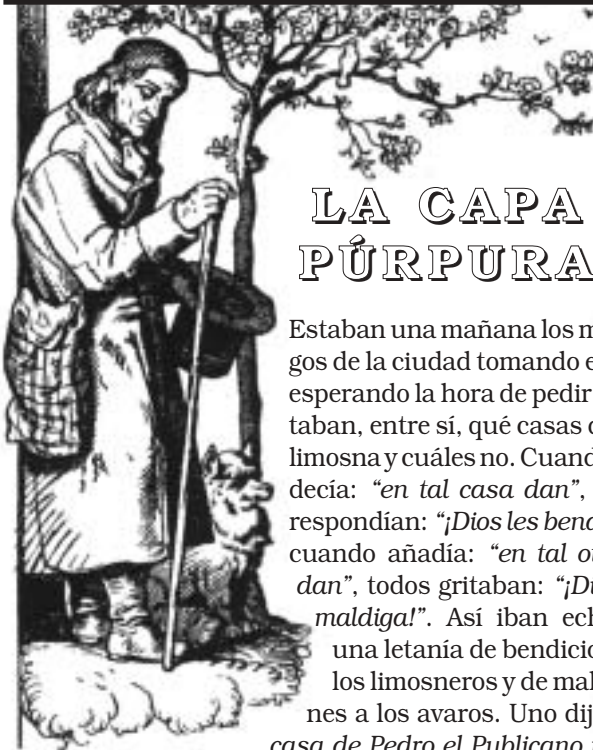 LA CAPA
PÚRPURA
Estaban una mañana los m
gos de la ciudad tomando e
esperando la hora de pedir
taban, entre sí, qué casas
limosna y cuáles no. Cuand
decía: “en tal casa dan”,
respondían: “¡Dios les bend
cuando añadía: “en tal ot
dan”, todos gritaban: “¡Di
maldiga!”. Así iban ech
una letanía de bendici
los limosneros y de mal
nes a los avaros. Uno dij
casa de Pedro el Publicano